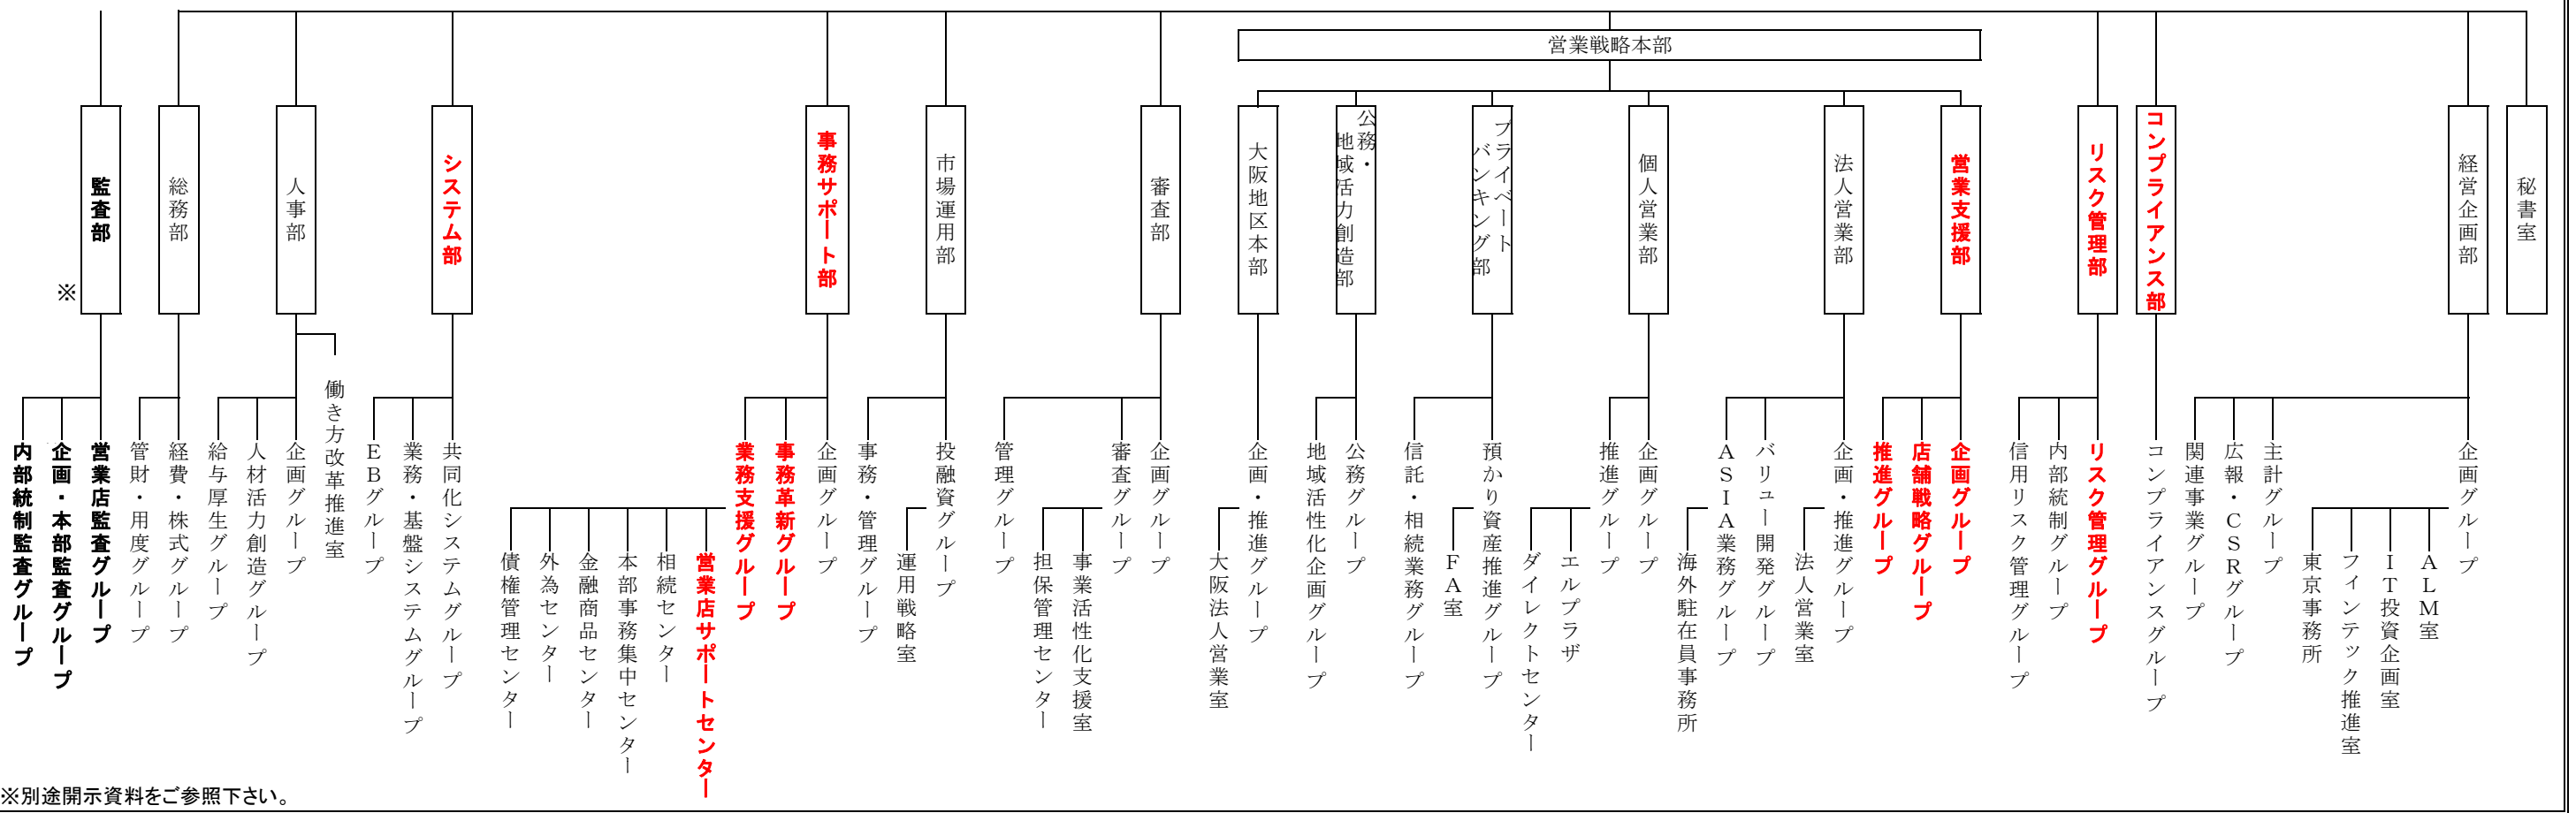 営業戦略本部
秘書室
経営企画部
コンプライアンス部
リスク管理部
営業支援部
法人営業部
個人営業部
プライベート
バンキング部
公務・
地域活力創造部
大阪地区本部
審査部
市場運用部
事務サポート部
システム部
人事部
総務部
監査部
※
働き方改革推進室
企画グループ
主計グループ
広報・CSRグループ
関連事業グループ
コンプライアンスグループ
リスク管理グループ
内部統制グループ
信用リスク管理グループ
企画グループ
店舗戦略グループ
推進グループ
企画・推進グループ
バリュー開発グループ
ASIA業務グループ
企画グループ
推進グループ
預かり資産推進グループ
信託・相続業務グループ
公務グループ
地域活性化企画グループ
企画・推進グループ
企画グループ
審査グループ
管理グループ
投融資グループ
事務・管理グループ
企画グループ
事務革新グループ
業務支援グループ
共同化システムグループ
業務・基盤システムグループ
EBグループ
企画グループ
人材活力創造グループ
給与厚生グループ
経費・株式グループ
管財・用度グループ
営業店監査グループ
企画・本部監査グループ
内部統制監査グループ
ALM室
IT投資企画室
フィンテック推進室
東京事務所
法人営業室
海外駐在員事務所
エルプラザ
ダイレクトセンター
FA室
大阪法人営業室
事業活性化支援室
担保管理センター
運用戦略室
営業店サポートセンター
相続センター
本部事務集中センター
金融商品センター
外為センター
債権管理センター
※別途開示資料をご参照下さい。